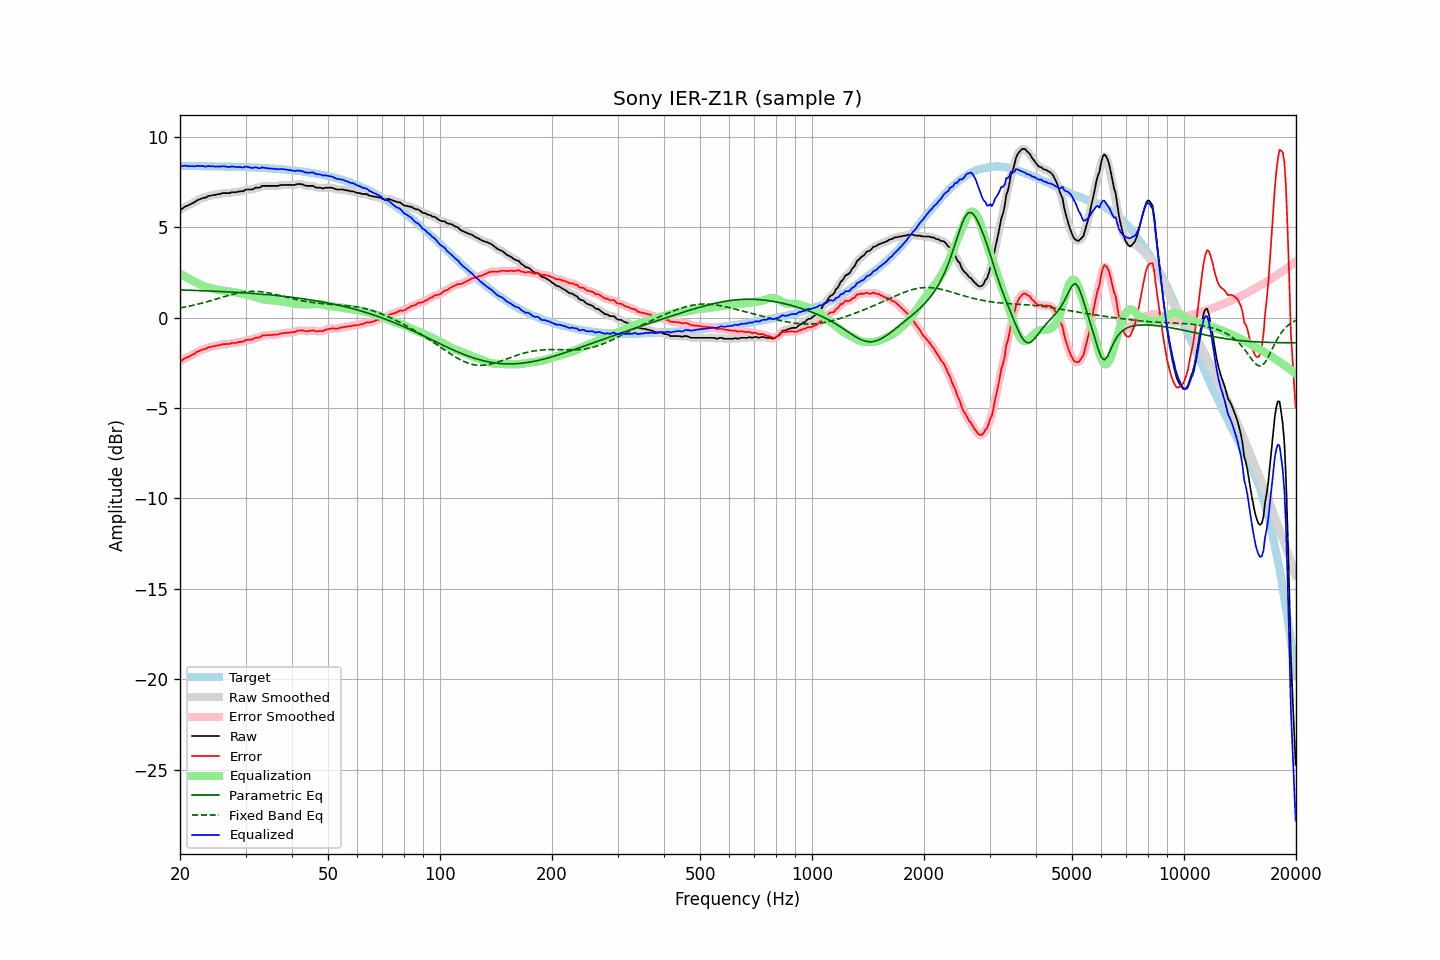 Sony IER-Z1R (sample 7)
10
5
0
−5
−10
−15
−20
−25
Amplitude (dBr)
Target
Raw Smoothed
Error Smoothed
Raw
Error
Equalization
Parametric Eq
Fixed Band Eq
Equalized
20 50 100 200 500 1000 2000 5000 10000 20000
Frequency (Hz)